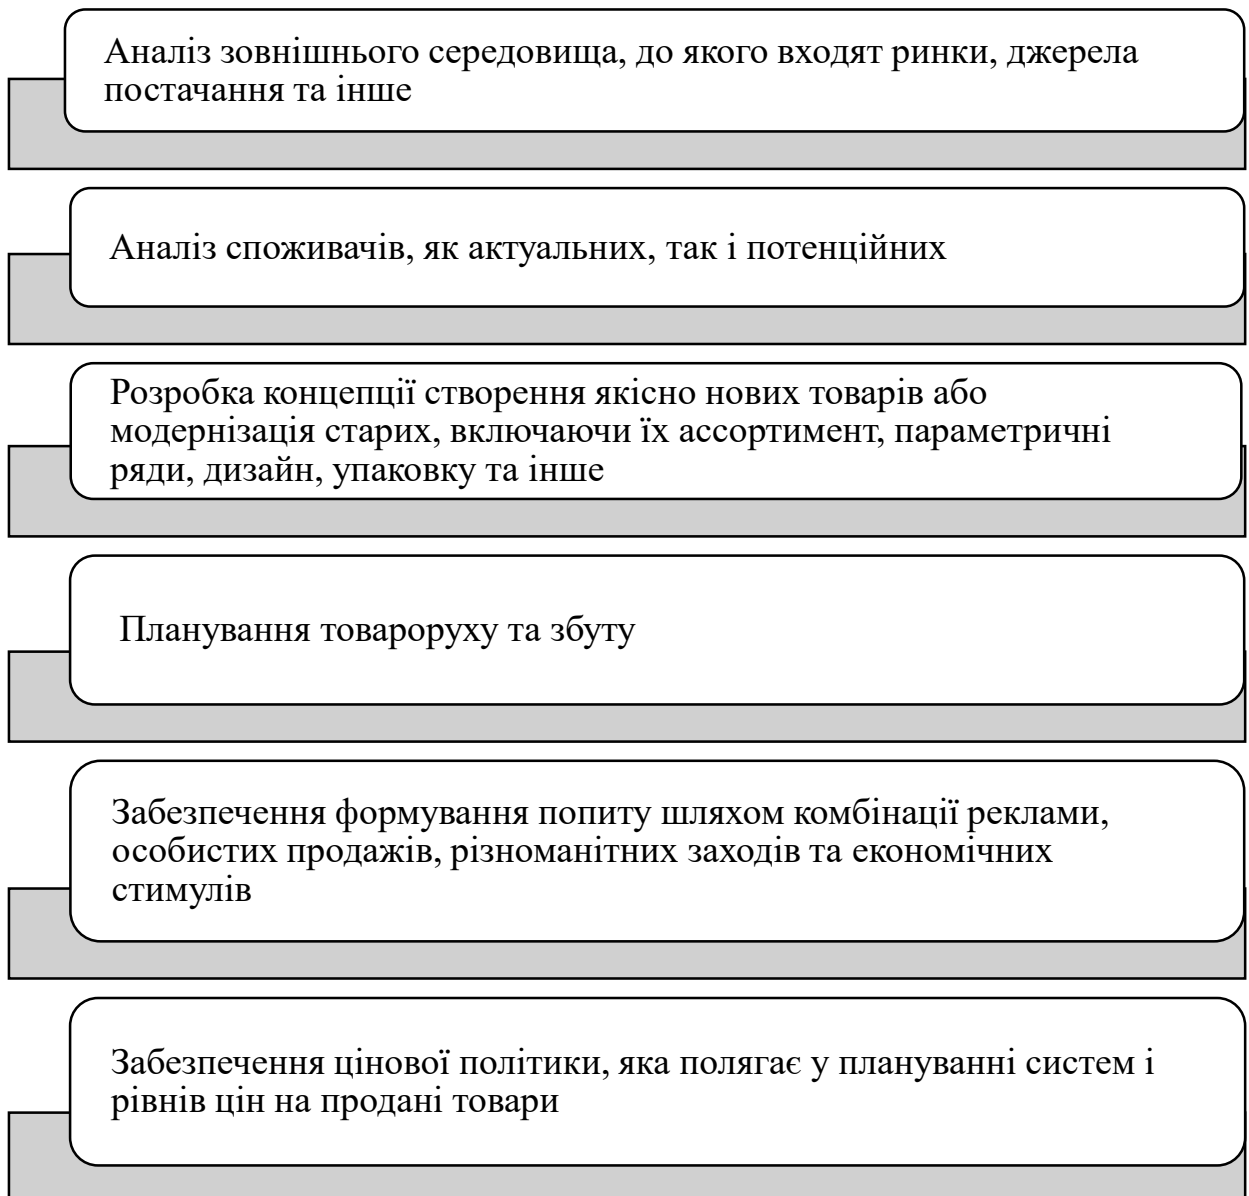 Аналіз зовнішнього середовища, до якого входят ринки, джерела
постачання та інше
Аналіз споживачів, як актуальних, так і потенційних
Розробка концепції створення якісно нових товарів або
модернізація старих, включаючи їх ассортимент, параметричні
ряди, дизайн, упаковку та інше
Планування товароруху та збуту
Забезпечення формування попиту шляхом комбінації реклами,
особистих продажів, різноманітних заходів та економічних
стимулів
Забезпечення цінової політики, яка полягає у плануванні систем і
рівнів цін на продані товари